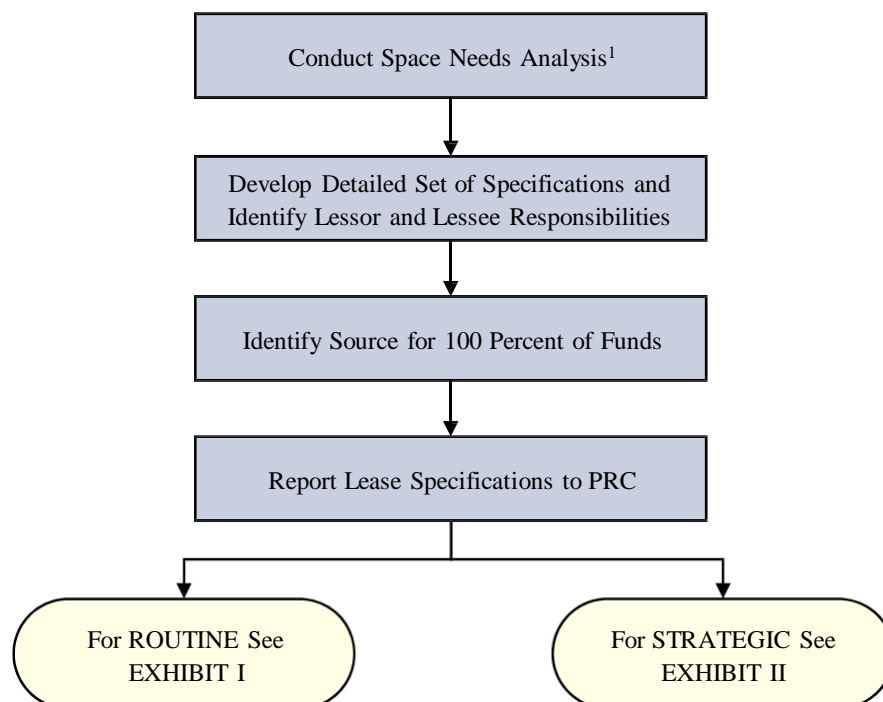 Conduct Space Needs Analysis¹
Develop Detailed Set of Specifications and
Identify Lessor and Lessee Responsibilities
Identify Source for 100 Percent of Funds
Report Lease Specifications to PRC
For ROUTINE See
EXHIBIT I
For STRATEGIC See
EXHIBIT II